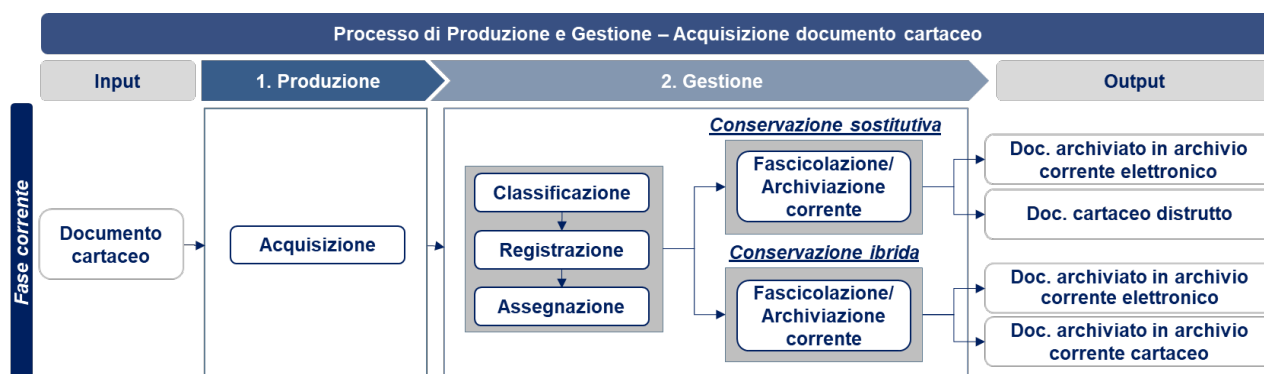 Processo di Produzione e Gestione – Acquisizione documento cartaceo
Input
1. Produzione
2. Gestione
Output
Fase corrente
Documento
cartaceo
Acquisizione
Classificazione
Registrazione
Assegnazione
Conservazione sostitutiva
Fascicolazione/
Archiviazione
corrente
Conservazione ibrida
Fascicolazione/
Archiviazione
corrente
Doc. archiviato in archivio
corrente elettronico
Doc. cartaceo distrutto
Doc. archiviato in archivio
corrente elettronico
Doc. archiviato in archivio
corrente cartaceo